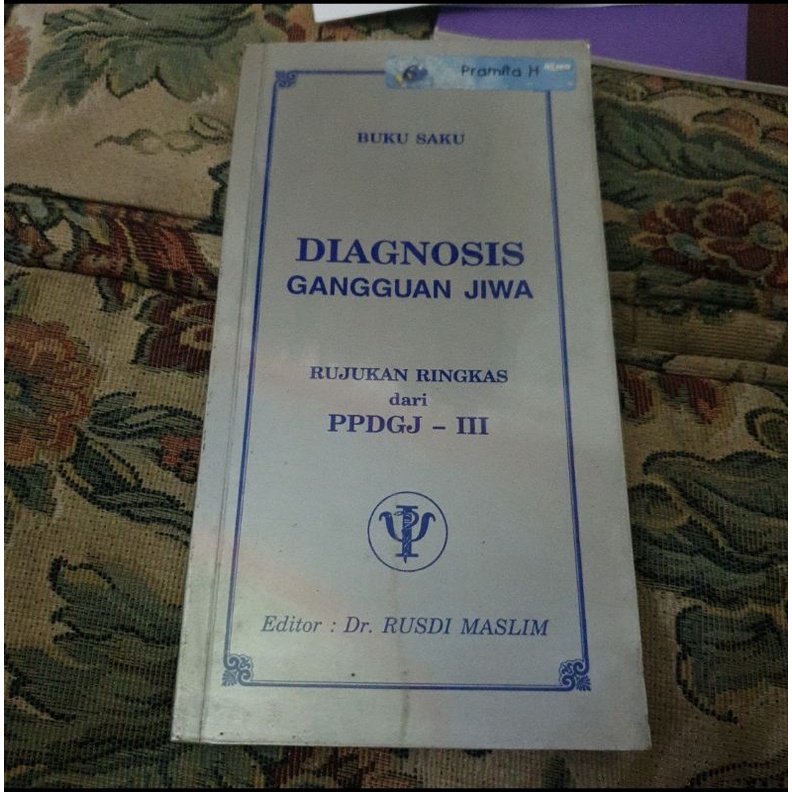 Pramita H
BUKU SAKU
DIAGNOSIS
GANGGUAN JIWA
RUJUKAN RINGKAS
dari
PPDGJ – III
Editor : Dr. RUSDI MASLIM